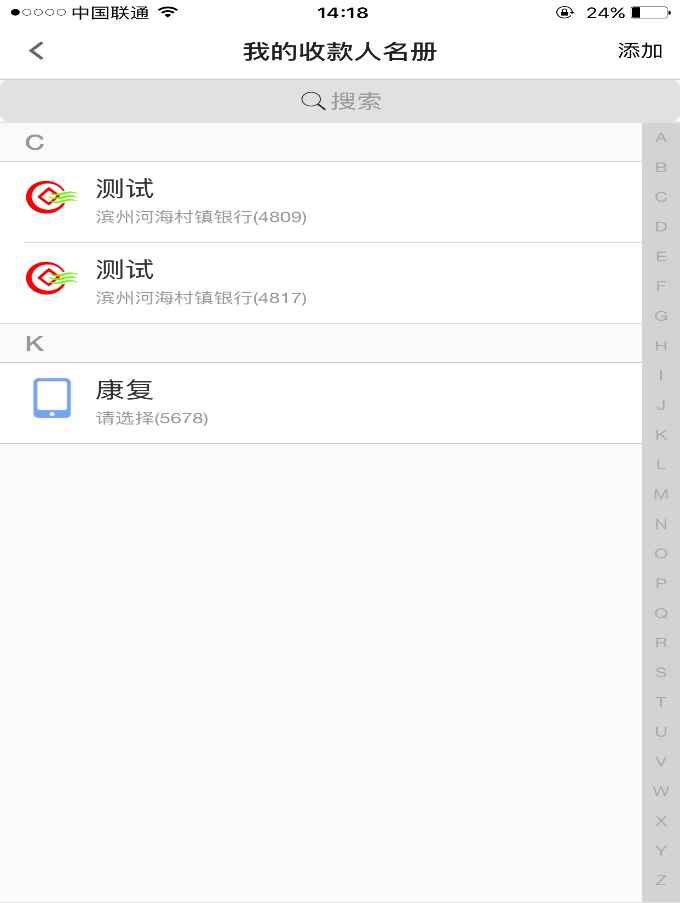 中国联通 14:18 24%
我的收款人名册 添加
搜索
C
测试
滨州河海村镇银行(4809)
测试
滨州河海村镇银行(4817)
K
康复
请选择(5678)
A
B
C
D
E
F
G
H
I
J
K
L
M
N
O
P
Q
R
S
T
U
V
W
X
Y
Z